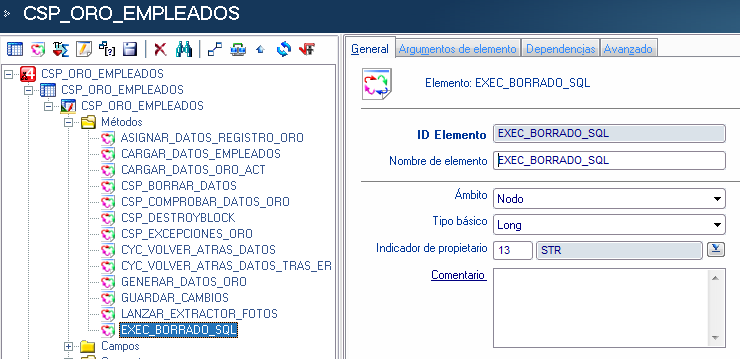 CSP_ORO_EMPLEADOS
CSP_ORO_EMPLEADOS
CSP_ORO_EMPLEADOS
CSP_ORO_EMPLEADOS
Métodos
ASIGNAR_DATOS_REGISTRO_ORO
CARGAR_DATOS_EMPLEADOS
CARGAR_DATOS_ORO_ACT
CSP_BORRAR_DATOS
CSP_COMPROBAR_DATOS_ORO
CSP_DESTROYBLOCK
CSP_EXCEPCIONES_ORO
CYC_VOLVER_ATRAS_DATOS
CYC_VOLVER_ATRAS_DATOS_TRAS_ER
GENERAR_DATOS_ORO
GUARDAR_CAMBIOS
LANZAR_EXTRACTOR_FOTOS
EXEC_BORRADO_SQL
Campos
General Argumentos de elemento Dependencias Avanzado
Elemento: EXEC_BORRADO_SQL
ID Elemento EXEC_BORRADO_SQL
Nombre de elemento EXEC_BORRADO_SQL
Ámbito Nodo
Tipo básico Long
Indicador de propietario 13 STR
Comentario